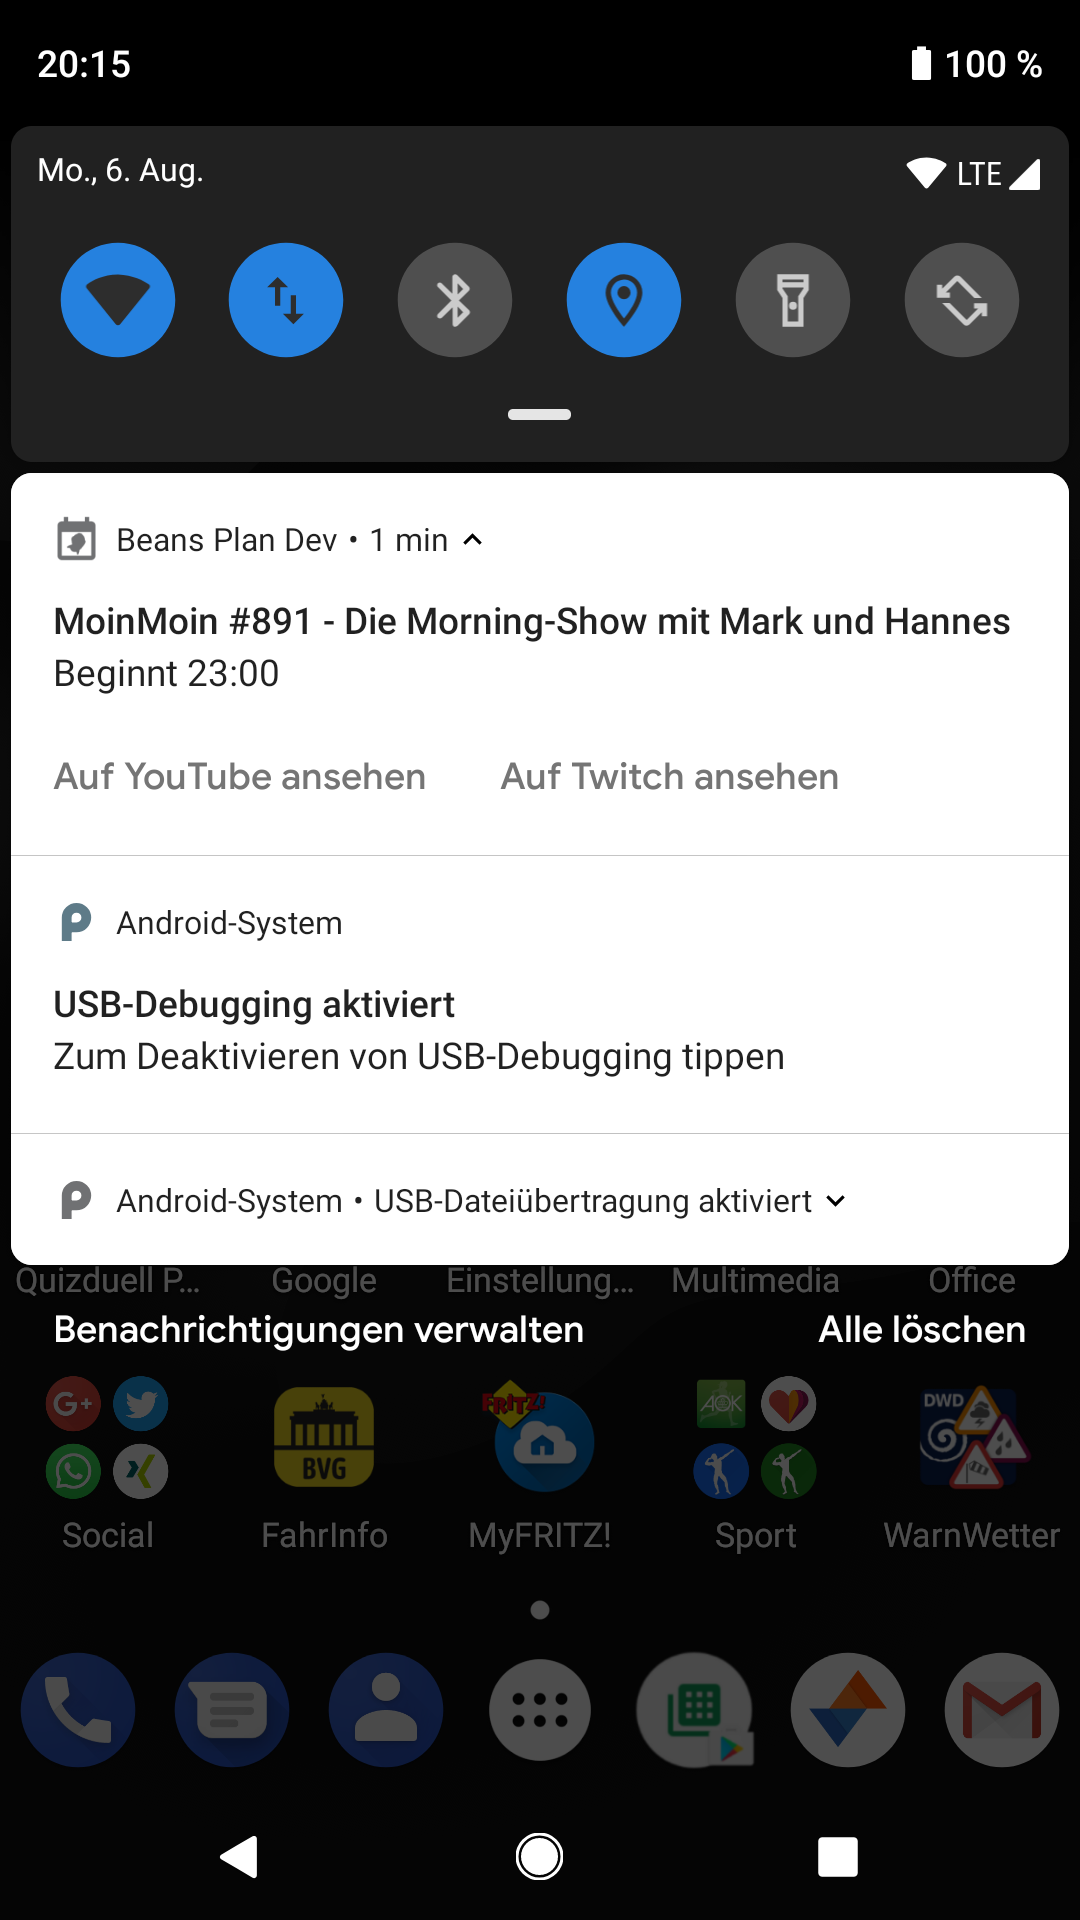 20:15
100 %
Mo., 6. Aug.
LTE
Beans Plan Dev • 1 min
MoinMoin #891 - Die Morning-Show mit Mark und Hannes
Beginnt 23:00
Auf YouTube ansehen
Auf Twitch ansehen
Android-System
USB-Debugging aktiviert
Zum Deaktivieren von USB-Debugging tippen
Android-System • USB-Dateiübertragung aktiviert
Quizduell P…
Google
Einstellung…
Multimedia
Office
Benachrichtigungen verwalten
Alle löschen
G+
BVG
FRITZ!
AOK
DWD
Social
FahrInfo
MyFRITZ!
Sport
WarnWetter